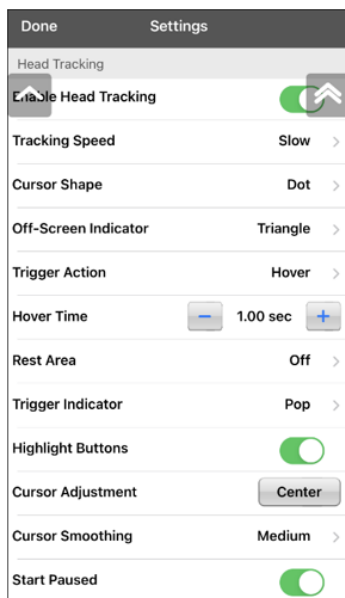 Done Settings
Head Tracking
Enable Head Tracking
Tracking Speed Slow
Cursor Shape Dot
Off-Screen Indicator Triangle
Trigger Action Hover
Hover Time − 1.00 sec +
Rest Area Off
Trigger Indicator Pop
Highlight Buttons
Cursor Adjustment Center
Cursor Smoothing Medium
Start Paused